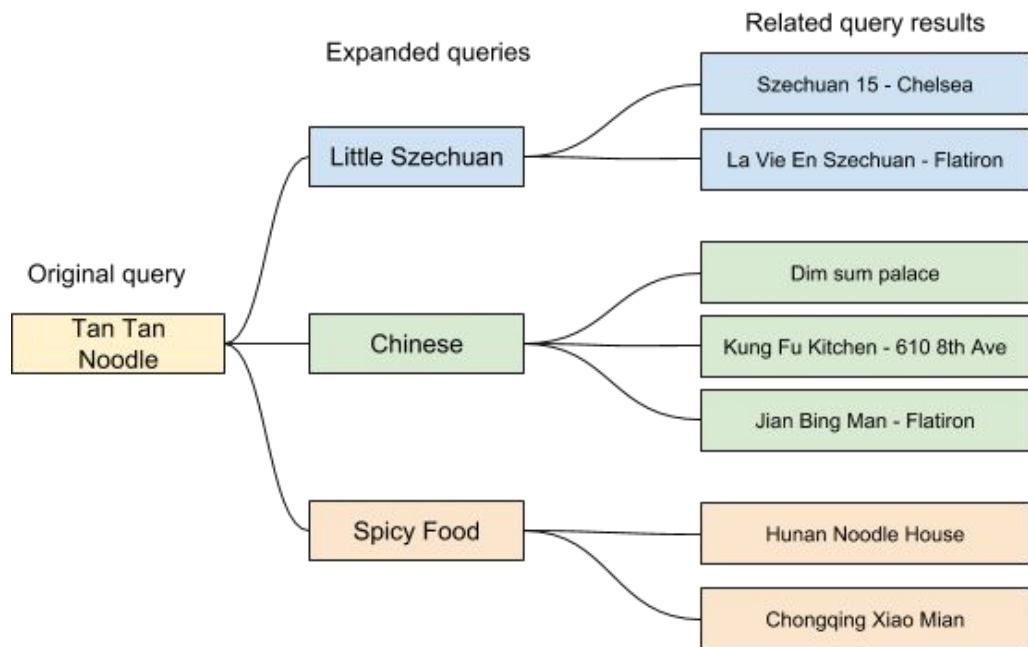 Related query results
Expanded queries
Szechuan 15 - Chelsea
Little Szechuan
La Vie En Szechuan - Flatiron
Original query
Dim sum palace
Tan Tan
Noodle
Chinese
Kung Fu Kitchen - 610 8th Ave
Jian Bing Man - Flatiron
Spicy Food
Hunan Noodle House
Chongqing Xiao Mian